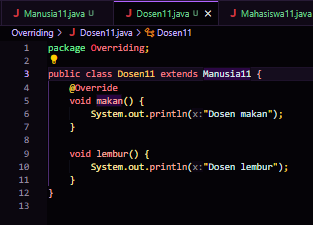 Manusia11.java U
Dosen11.java U
Mahasiswa11.java
Overriding > Dosen11.java > Dosen11
1 package Overriding;
2
3 public class Dosen11 extends Manusia11 {
4 @Override
5 void makan() {
6 System.out.println(x:"Dosen makan");
7 }
8
9 void lembur() {
10 System.out.println(x:"Dosen lembur");
11 }
12 }
13